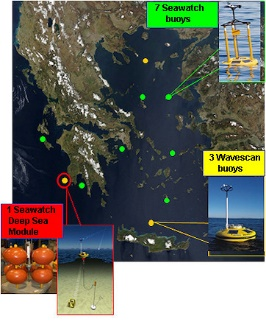 7 Seawatch
buoys
3 Wavescan
buoys
1 Seawatch
Deep Sea
Module